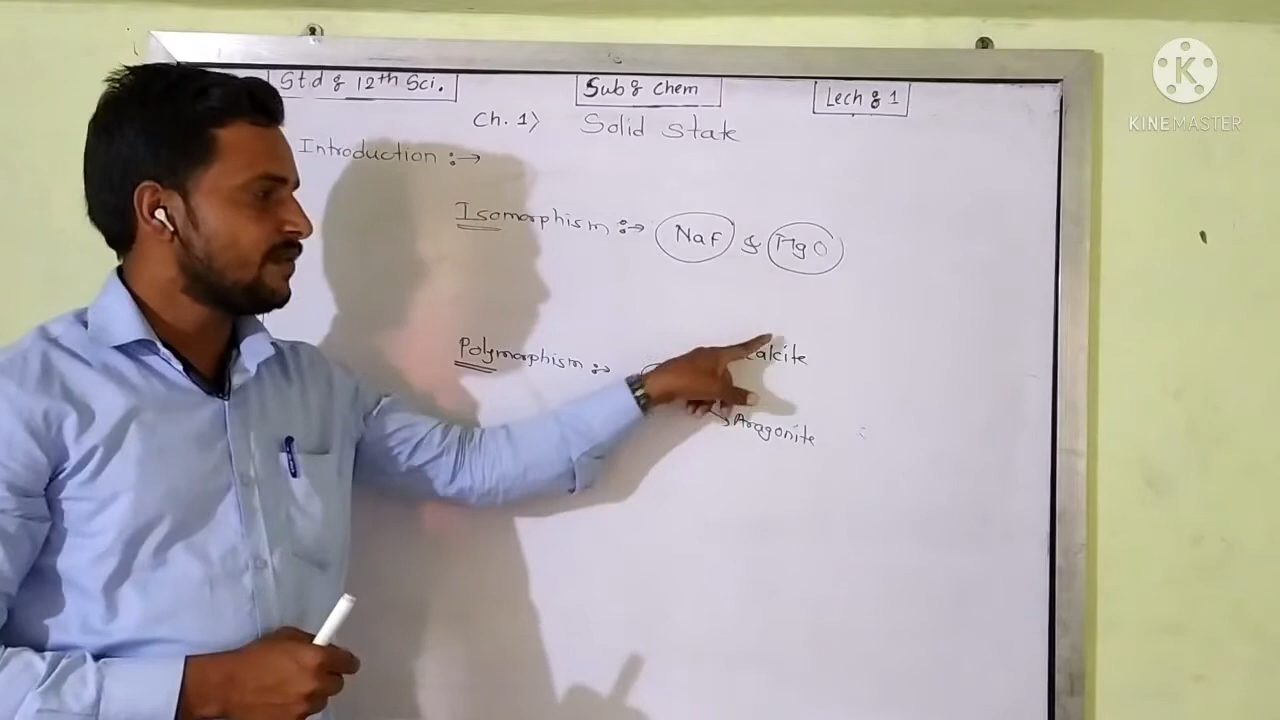 Std : 12th Sci.
Sub : Chem
Lech : 1
Ch. 1) Solid State
Introduction :→
Isomorphism :→ NaF & MgO
Polymorphism :→
Calcite
Aragonite
K
KINEMASTER